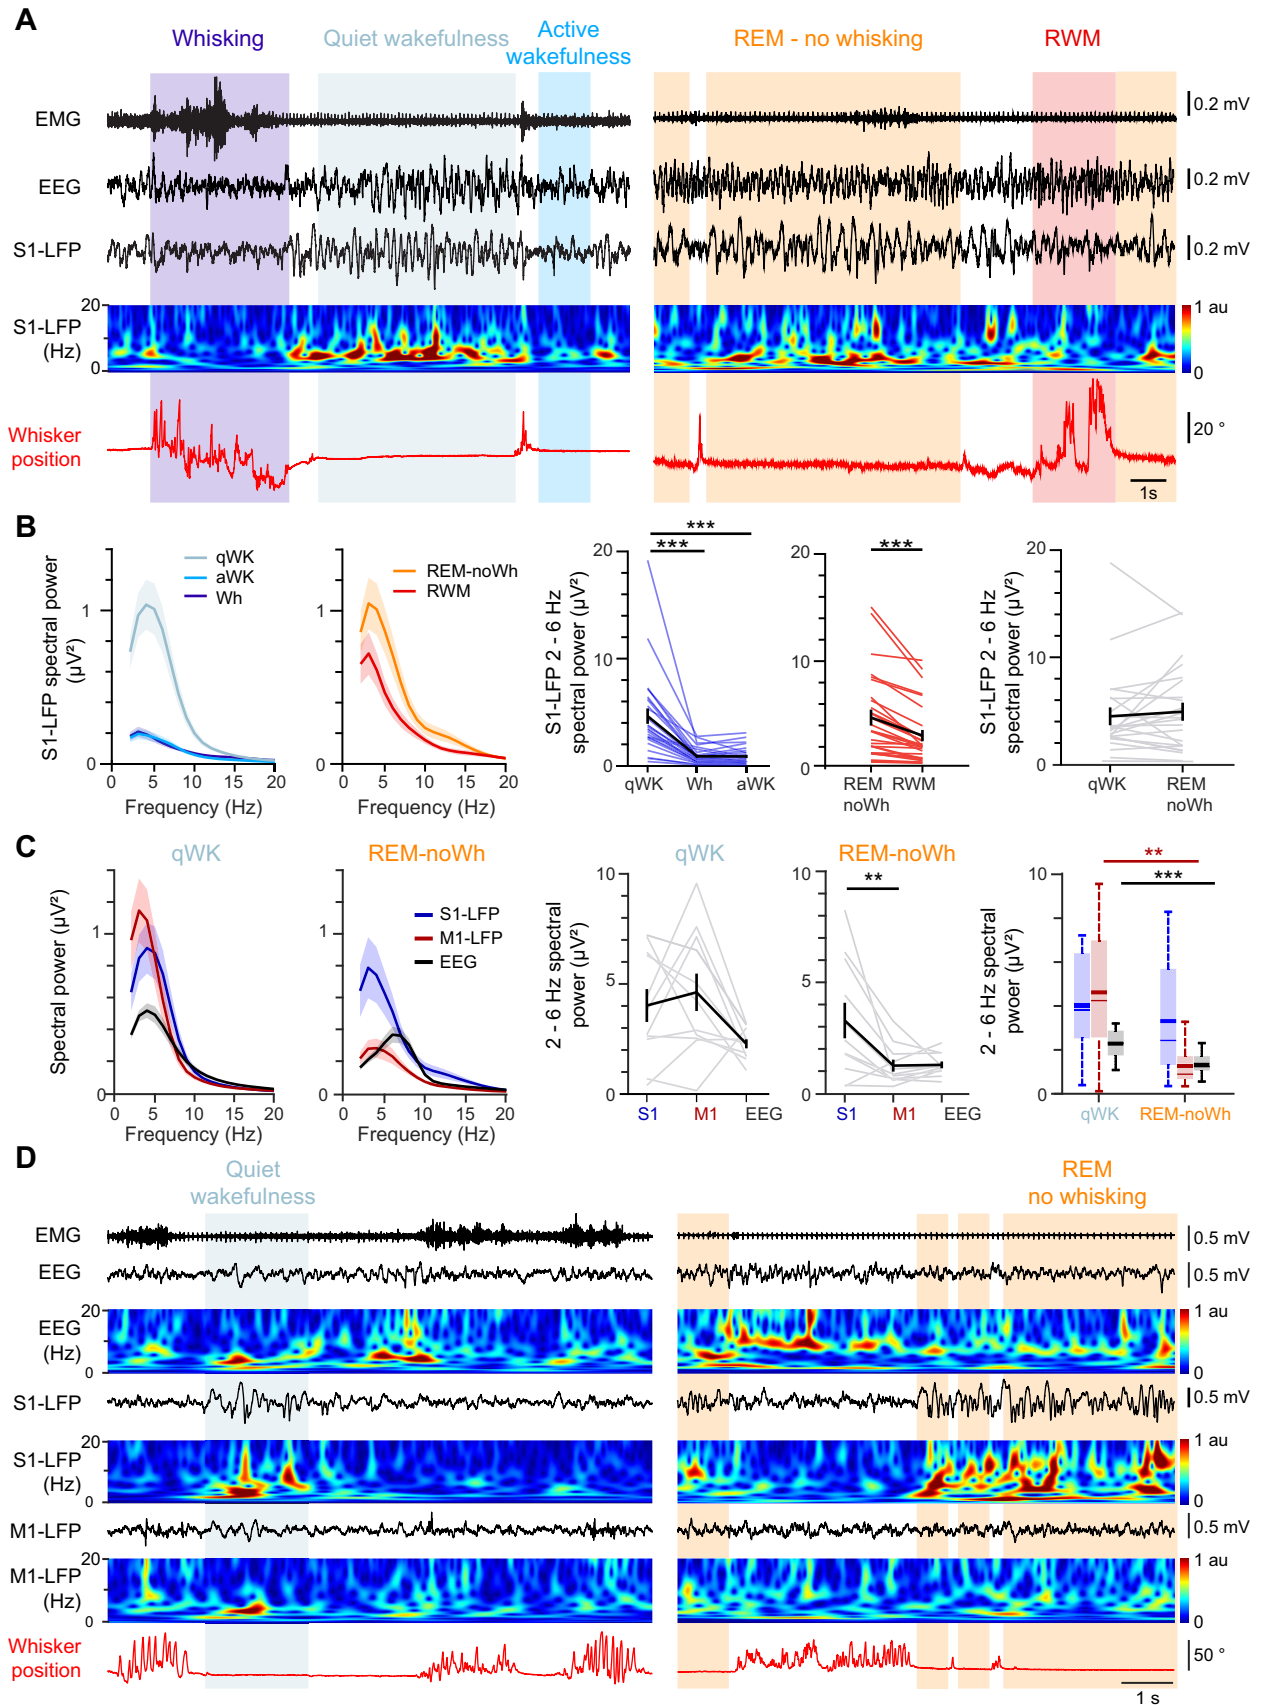 A
Whisking
Quiet wakefulness
Active
wakefulness
REM - no whisking
RWM
EMG
0.2 mV
EEG
0.2 mV
S1-LFP
0.2 mV
20
S1-LFP
(Hz)
0
1 au
0
Whisker
position
20 °
1s
B
S1-LFP spectral power
(µV²)
1
0
qWK
aWK
Wh
0 5 10 15 20
Frequency (Hz)
1
0
REM-noWh
RWM
0 5 10 15 20
Frequency (Hz)
S1-LFP 2 - 6 Hz
spectral power (µV²)
20
10
0
***
***
qWK Wh aWK
20
10
0
***
REM RWM
noWh
S1-LFP 2 - 6 Hz
spectral power (µV²)
20
10
0
qWK REM
noWh
C
qWK
Spectral power (µV²)
1
0
0 5 10 15 20
Frequency (Hz)
REM-noWh
1
0
S1-LFP
M1-LFP
EEG
0 5 10 15 20
Frequency (Hz)
qWK
2 - 6 Hz spectral
power (µV²)
10
5
0
S1 M1 EEG
REM-noWh
10
5
0
**
S1 M1 EEG
2 - 6 Hz spectral
pwoer (µV²)
10
5
0
**
***
qWK REM-noWh
D
Quiet
wakefulness
REM
no whisking
EMG
0.5 mV
EEG
0.5 mV
20
EEG
(Hz)
0
1 au
0
S1-LFP
0.5 mV
20
S1-LFP
(Hz)
0
1 au
0
M1-LFP
0.5 mV
20
M1-LFP
(Hz)
0
1 au
0
Whisker
position
50 °
1 s